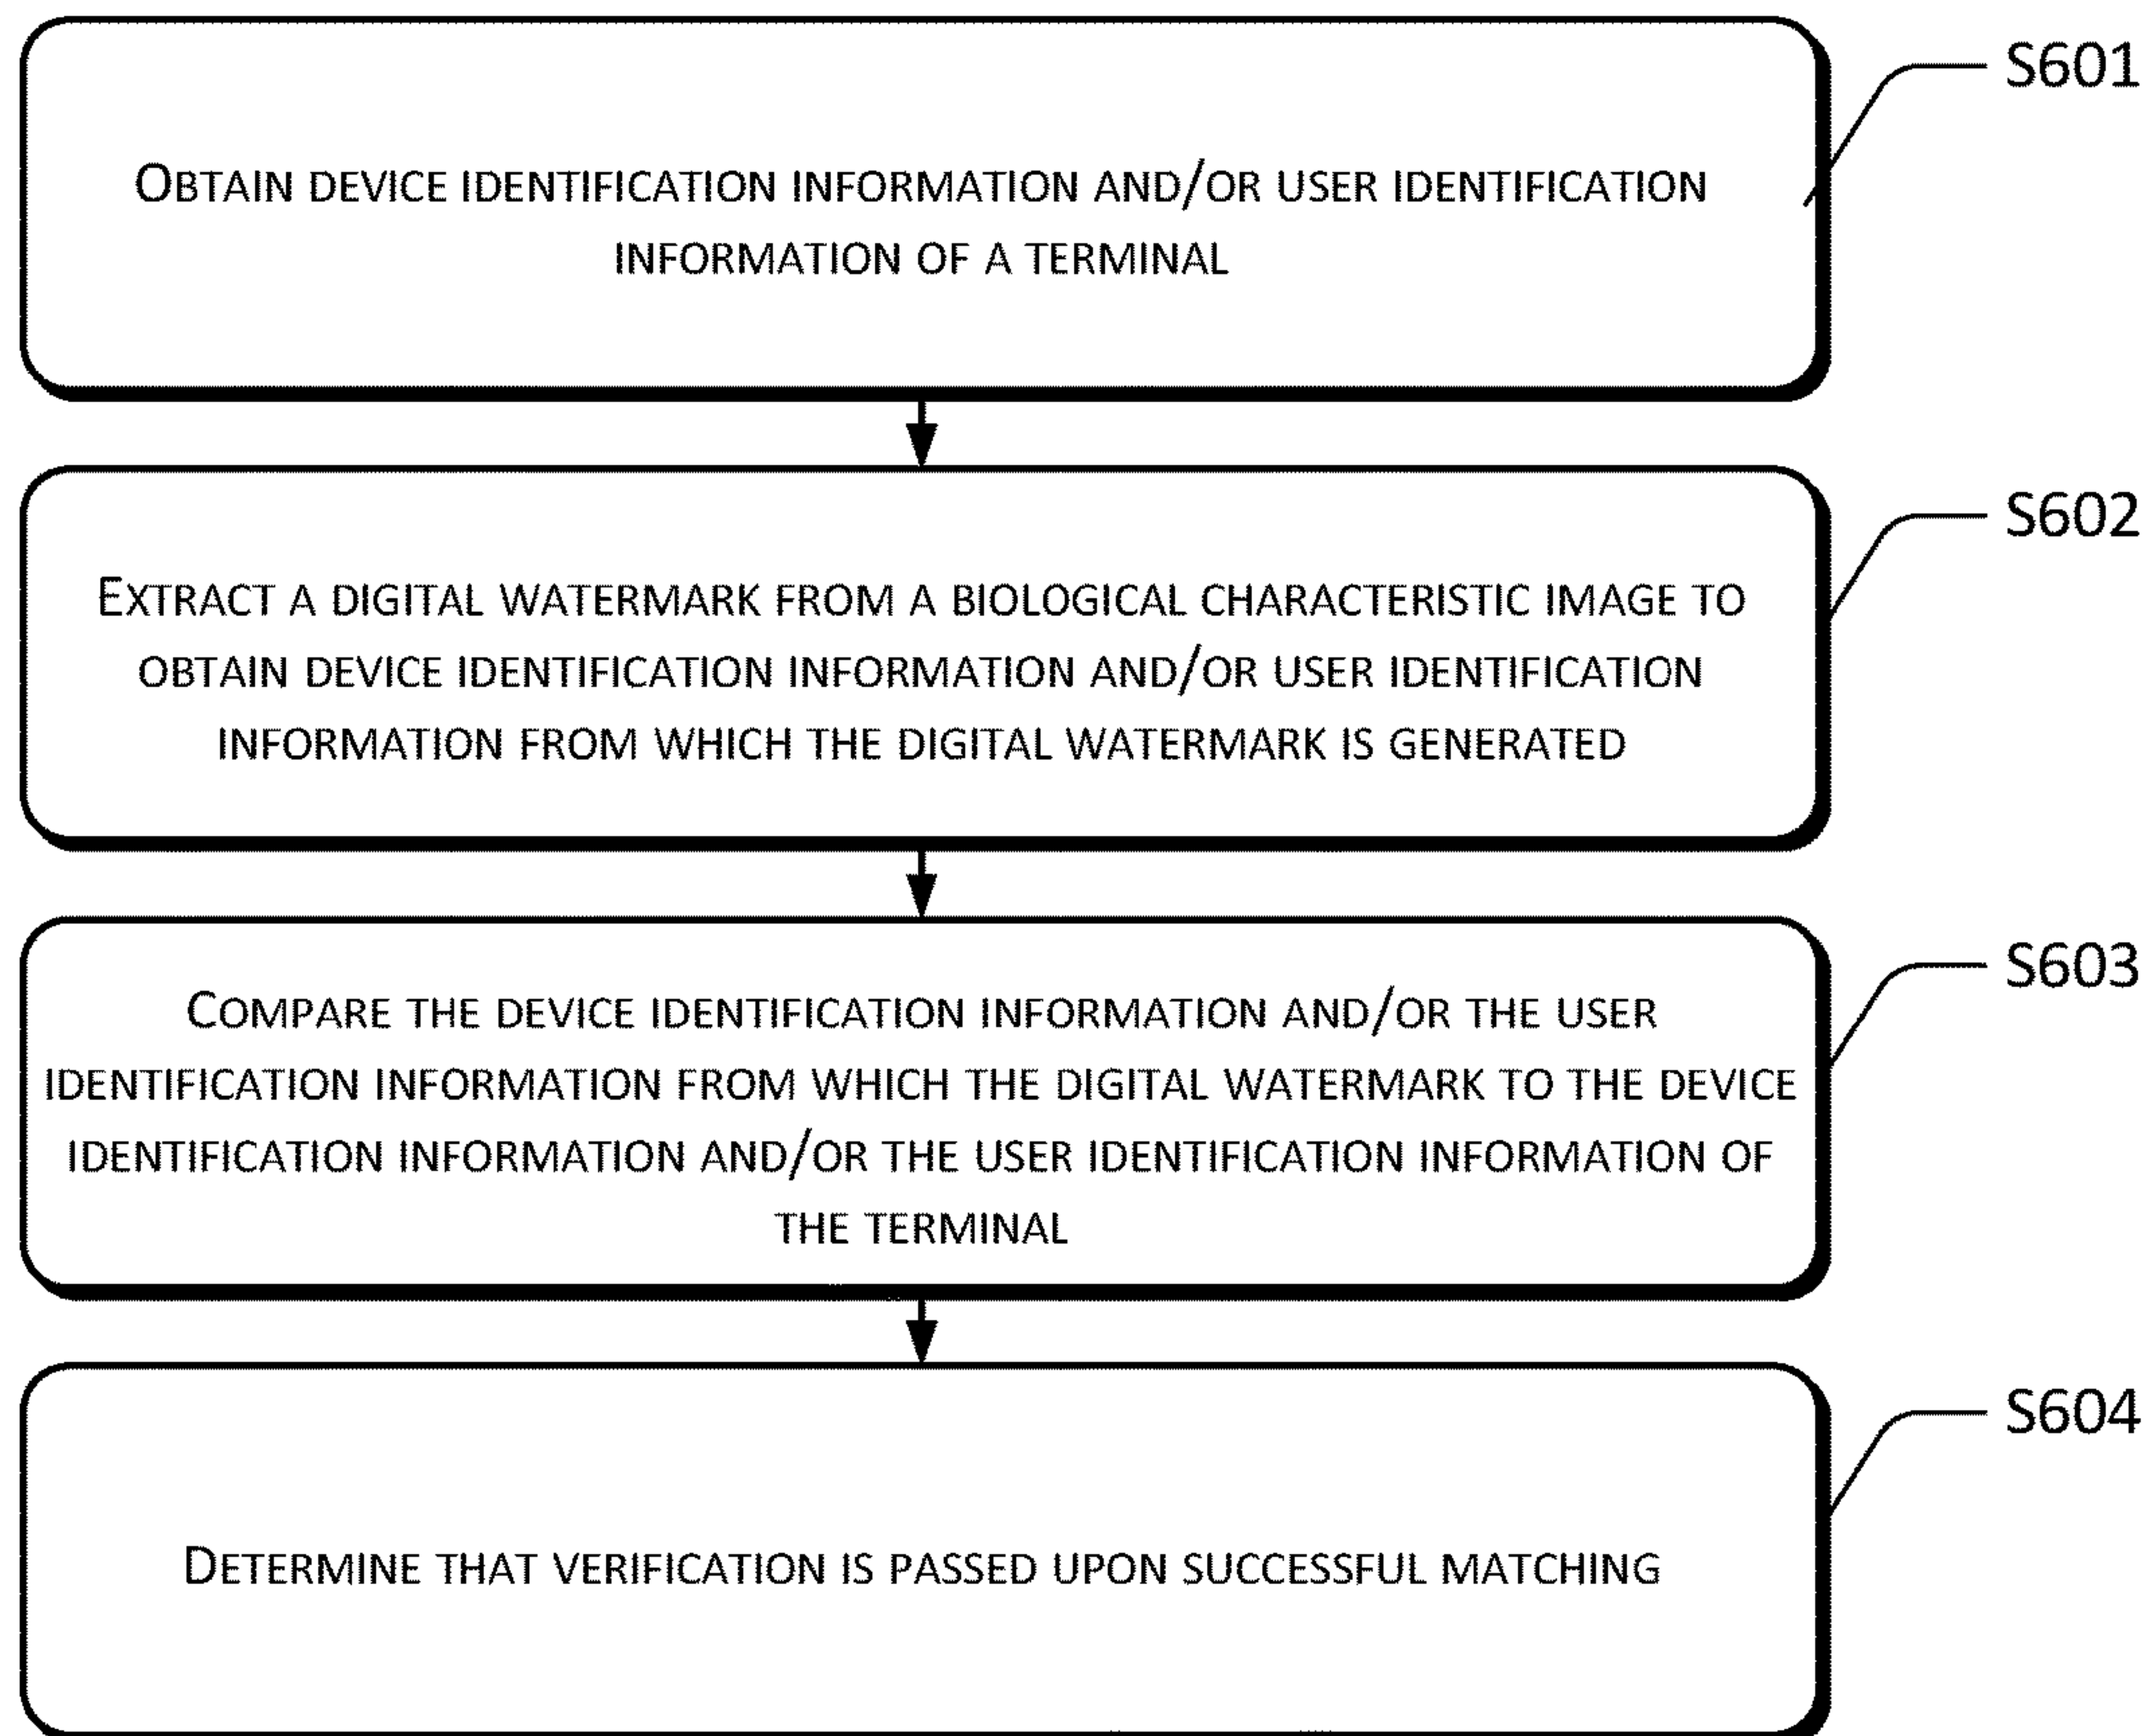 S601
OBTAIN DEVICE IDENTIFICATION INFORMATION AND/OR USER IDENTIFICATION
INFORMATION OF A TERMINAL
S602
EXTRACT A DIGITAL WATERMARK FROM A BIOLOGICAL CHARACTERISTIC IMAGE TO
OBTAIN DEVICE IDENTIFICATION INFORMATION AND/OR USER IDENTIFICATION
INFORMATION FROM WHICH THE DIGITAL WATERMARK IS GENERATED
S603
COMPARE THE DEVICE IDENTIFICATION INFORMATION AND/OR THE USER
IDENTIFICATION INFORMATION FROM WHICH THE DIGITAL WATERMARK TO THE DEVICE
IDENTIFICATION INFORMATION AND/OR THE USER IDENTIFICATION INFORMATION OF
THE TERMINAL
S604
DETERMINE THAT VERIFICATION IS PASSED UPON SUCCESSFUL MATCHING